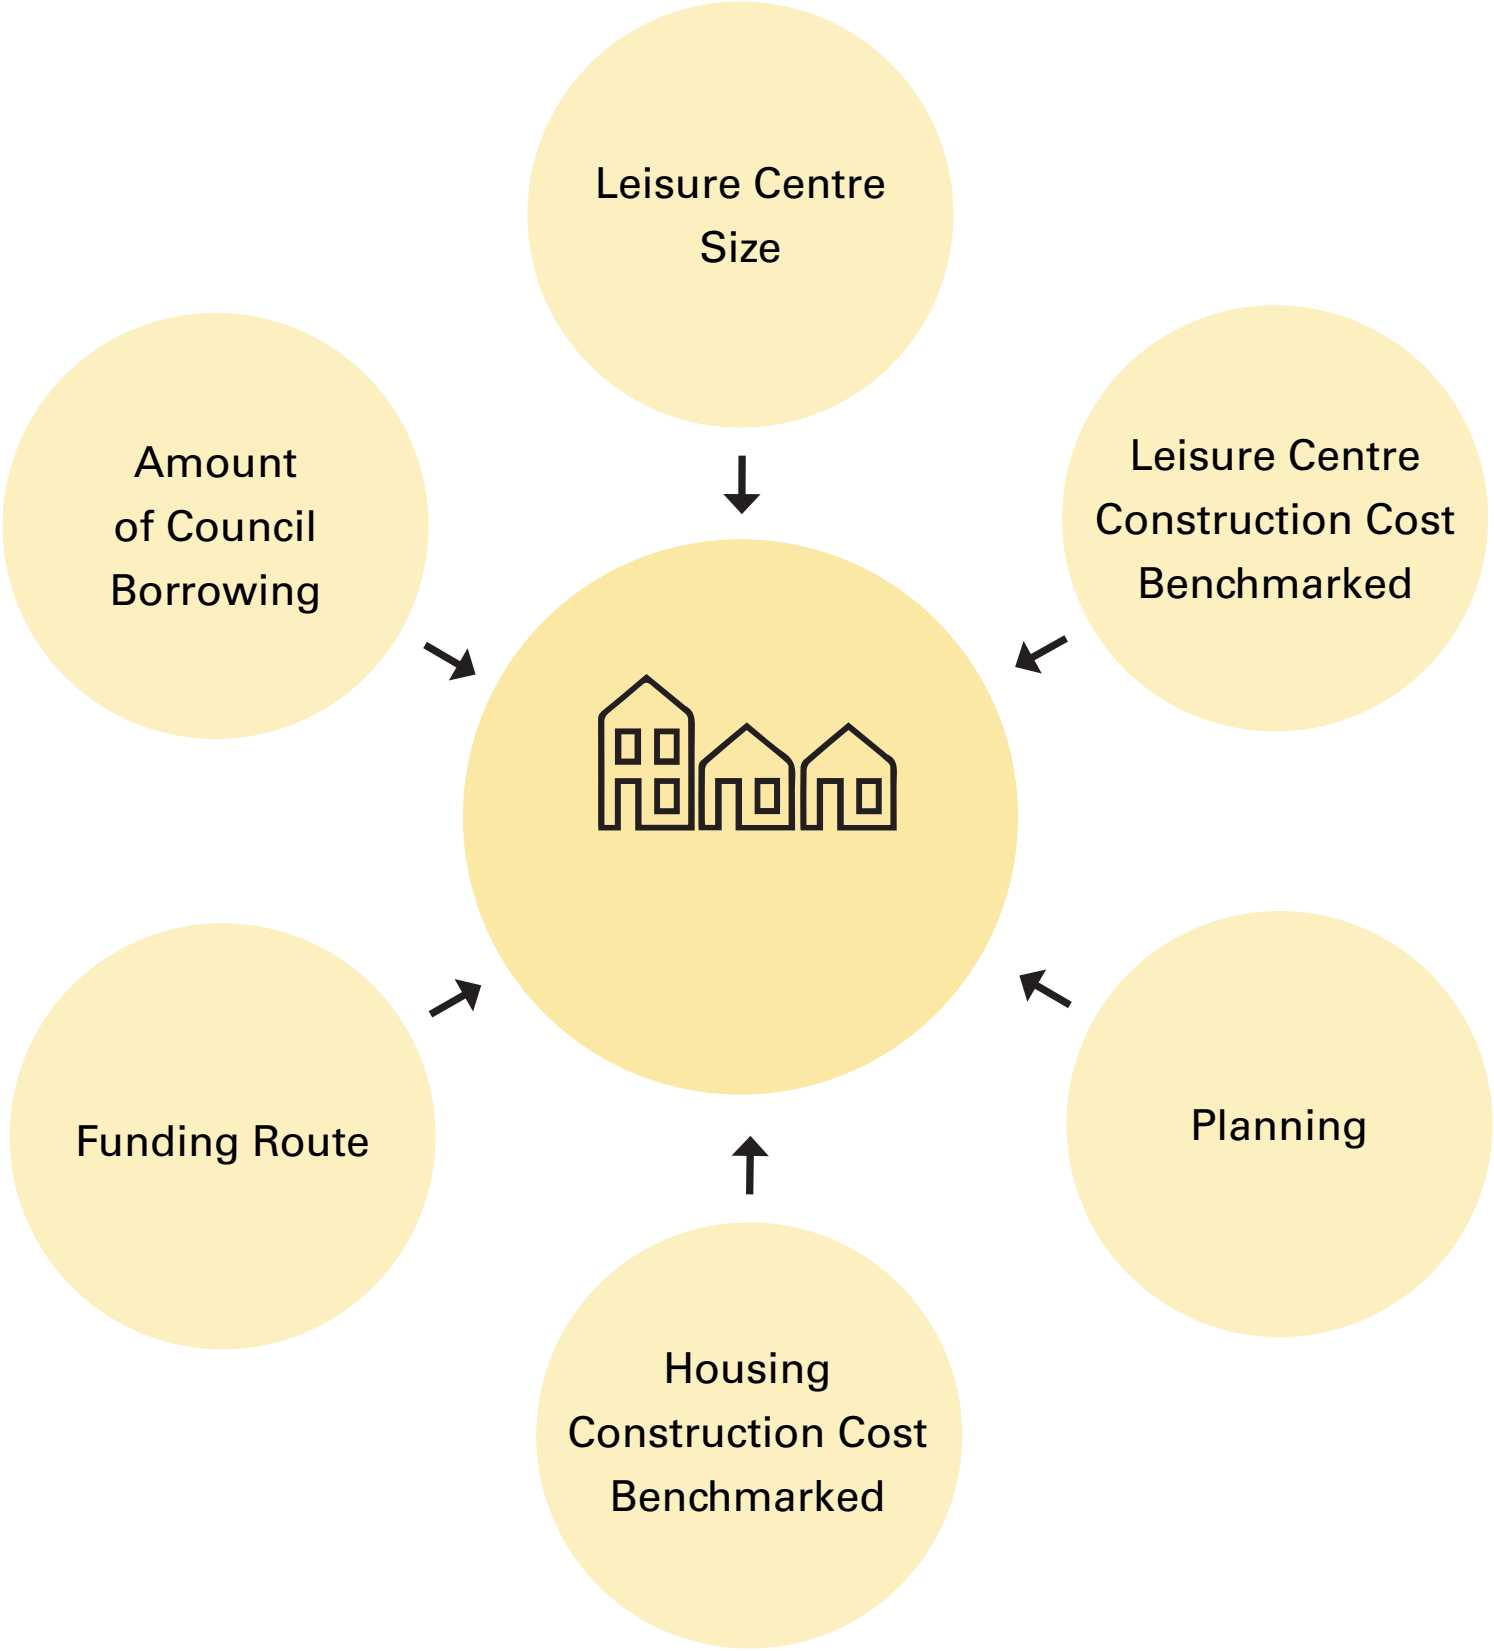 Leisure Centre
Size
Amount
of Council
Borrowing
Leisure Centre
Construction Cost
Benchmarked
Funding Route
Planning
Housing
Construction Cost
Benchmarked